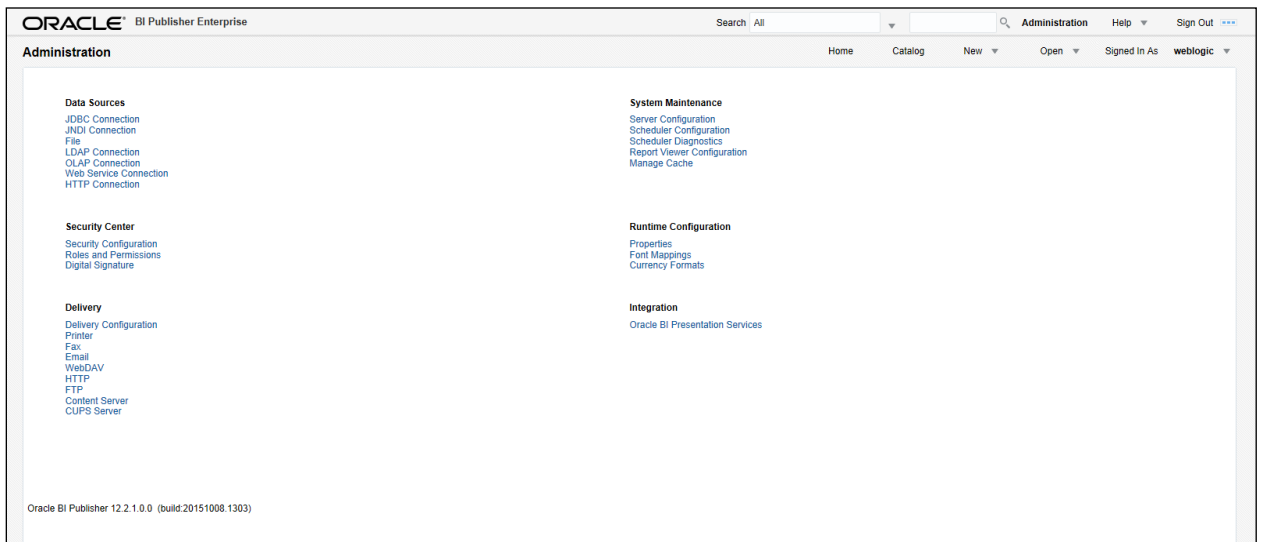 ORACLE BI Publisher Enterprise Search All Administration Help Sign Out
Administration Home Catalog New Open Signed In As weblogic
Data Sources
JDBC Connection
JNDI Connection
File
LDAP Connection
OLAP Connection
Web Service Connection
HTTP Connection
System Maintenance
Server Configuration
Scheduler Configuration
Scheduler Diagnostics
Report Viewer Configuration
Manage Cache
Security Center
Security Configuration
Roles and Permissions
Digital Signature
Runtime Configuration
Properties
Font Mappings
Currency Formats
Delivery
Delivery Configuration
Printer
Fax
Email
WebDAV
HTTP
FTP
Content Server
CUPS Server
Integration
Oracle BI Presentation Services
Oracle BI Publisher 12.2.1.0.0 (build:20151008.1303)